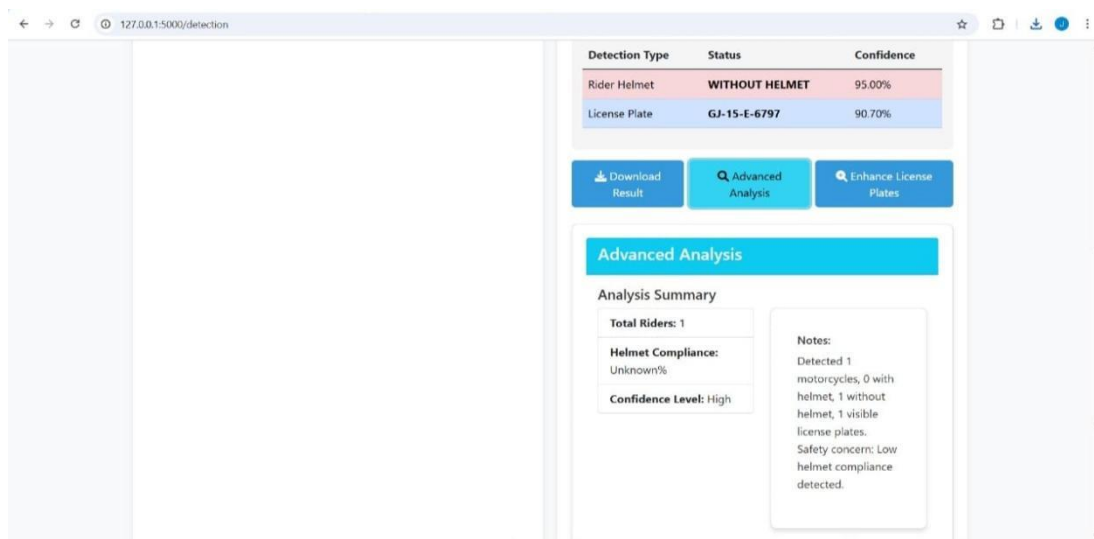 127.0.0.1:5000/detection
Detection Type Status Confidence
Rider Helmet WITHOUT HELMET 95.00%
License Plate GJ-15-E-6797 90.70%
Download
Result
Advanced
Analysis
Enhance License
Plates
Advanced Analysis
Analysis Summary
Total Riders: 1
Helmet Compliance:
Unknown%
Confidence Level: High
Notes:
Detected 1
motorcycles, 0 with
helmet, 1 without
helmet, 1 visible
license plates.
Safety concern: Low
helmet compliance
detected.